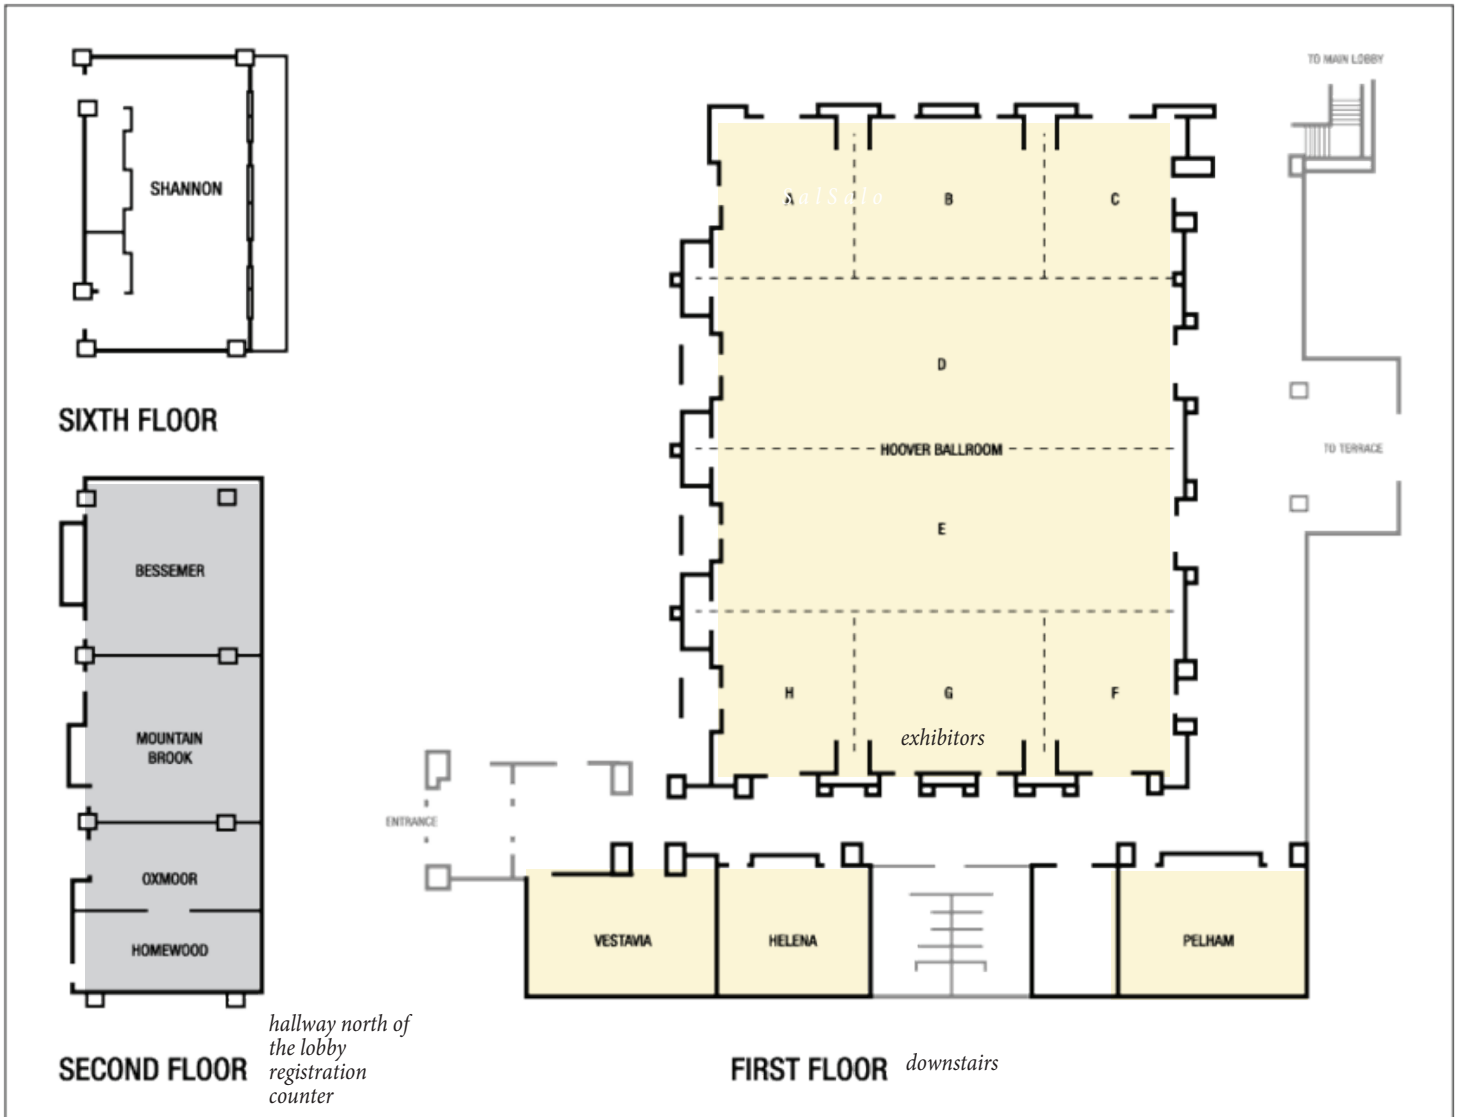 TO MAIN LOBBY
SHANNON
A
SalSalo
B
C
D
SIXTH FLOOR
HOOVER BALLROOM
TO TERRACE
E
BESSEMER
H
G
F
MOUNTAIN
BROOK
exhibitors
ENTRANCE
OXMOOR
HOMEWOOD
VESTAVIA
HELENA
PELHAM
hallway north of
the lobby
registration
counter
SECOND FLOOR
FIRST FLOOR
downstairs